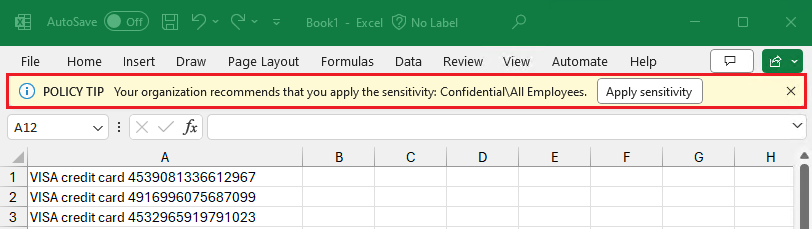 AutoSave Off Book1 - Excel No Label
File Home Insert Draw Page Layout Formulas Data Review View Automate Help
POLICY TIP Your organization recommends that you apply the sensitivity: Confidential\All Employees. Apply sensitivity
A12 fx
A B C D E F G H
1 VISA credit card 4539081336612967
2 VISA credit card 4916996075687099
3 VISA credit card 4532965919791023